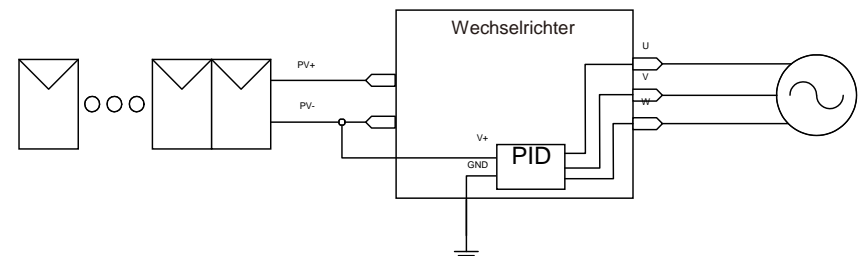 Wechselrichter
U
PV+
V
PV-
W
V+
PID
GND